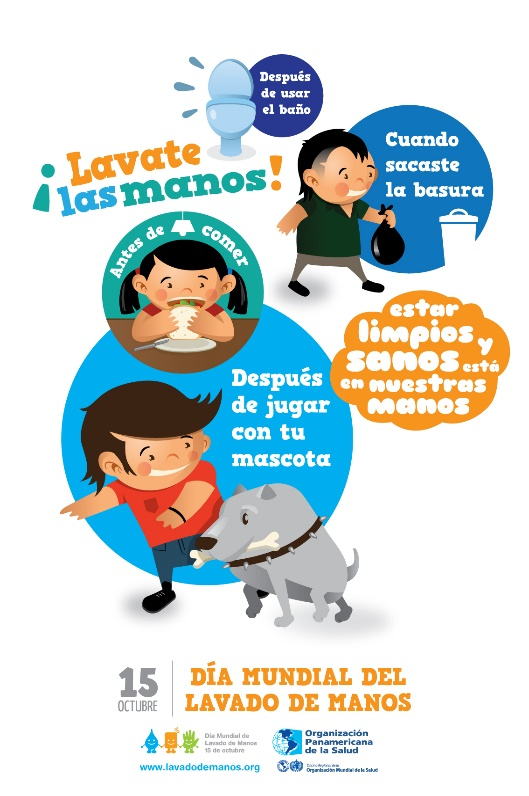 Después
de usar
el baño
¡Lavate
las manos!
Cuando
sacaste
la basura
Antes de comer
estar
limpios y
sanos está
en nuestras
manos
Después
de jugar
con tu
mascota
15
OCTUBRE
DÍA MUNDIAL DEL
LAVADO DE MANOS
Día Mundial de
Lavado de Manos
15 de octubre
www.lavadodemanos.org
Organización
Panamericana
de la Salud
Organización Mundial de la Salud